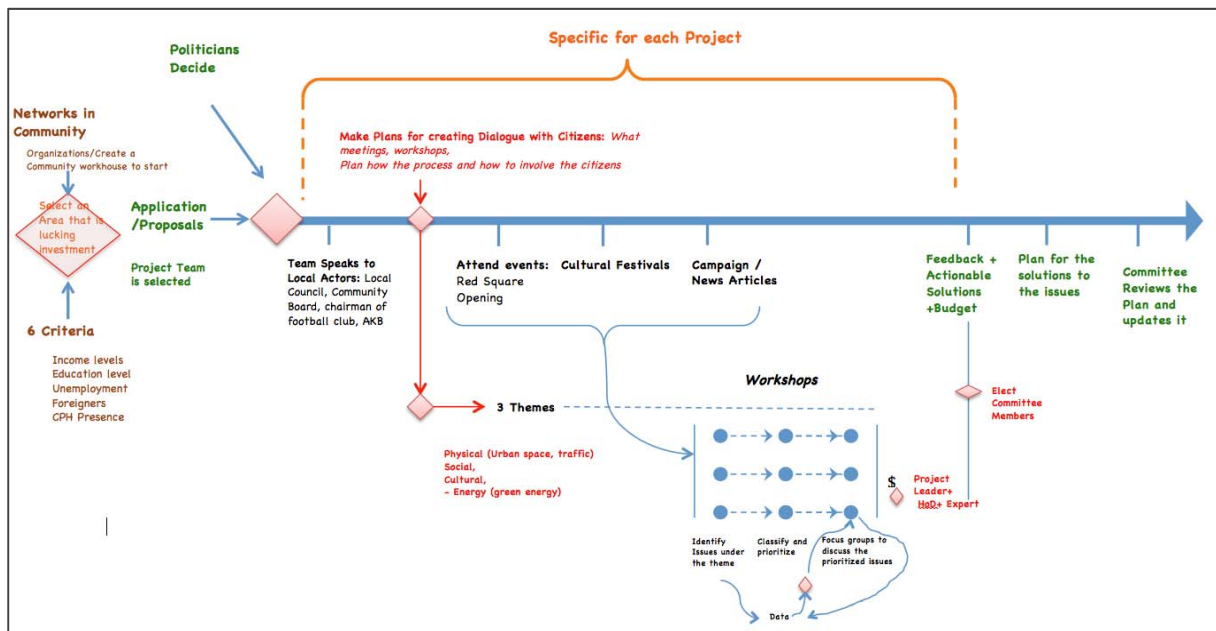 Specific for each Project
Politicians
Decide
Networks in
Community
Organizations/Create a
Community workhouse to start
Select an
Area that is
lucking
investment
Application
/Proposals
Project Team
is selected
6 Criteria
Income levels
Education level
Unemployment
Foreigners
CPH Presence
Make Plans for creating Dialogue with Citizens: What
meetings, workshops,
Plan how the process and how to involve the citizens
Team Speaks to
Local Actors: Local
Council, Community
Board, chairman of
football club, AKB
Attend events:
Red Square
Opening
Cultural Festivals
Campaign /
News Articles
Feedback +
Actionable
Solutions
+Budget
Plan for the
solutions to
the issues
Committee
Reviews the
Plan and
updates it
Workshops
3 Themes
Physical (Urban space, traffic)
Social,
Cultural,
- Energy (green energy)
Elect
Committee
Members
$
Project
Leader+
HoD+ Expert
Identify
Issues under
the theme
Classify and
prioritize
Focus groups to
discuss the
prioritized issues
Data